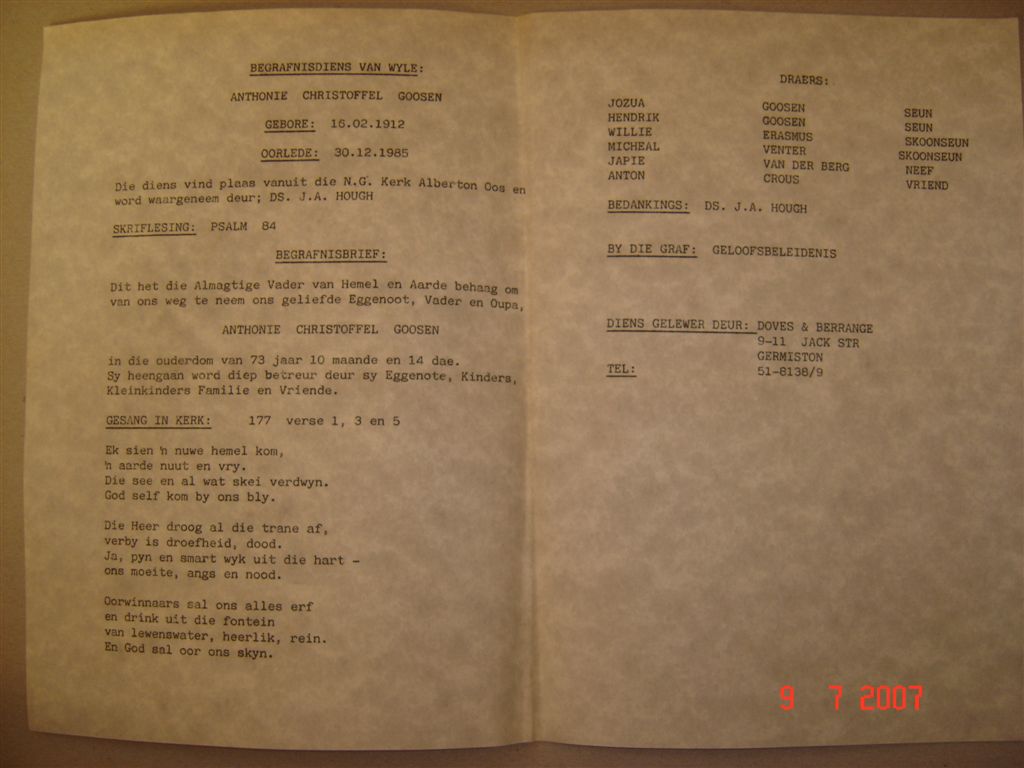 BEGRAFNISDIENS VAN WYLE:
ANTHONIE CHRISTOFFEL GOOSEN
GEBORE: 16.02.1912
OORLEDE: 30.12.1985
Die diens vind plaas vanuit die N.G. Kerk Alberton Oos en
word waargeneem deur; DS. J.A. HOUGH
SKRIFLESING: PSALM 84
BEGRAFNISBRIEF:
Dit het die Almagtige Vader van Hemel en Aarde behaag om
van ons weg te neem ons geliefde Eggenoot, Vader en Oupa,
ANTHONIE CHRISTOFFEL GOOSEN
in die ouderdom van 73 jaar 10 maande en 14 dae.
Sy heengaan word diep betreur deur sy Eggenote, Kinders,
Kleinkinders Familie en Vriende.
GESANG IN KERK: 177 verse 1, 3 en 5
Ek sien 'n nuwe hemel kom,
'n aarde nuut en vry.
Die see en al wat skei verdwyn.
God self kom by ons bly.
Die Heer droog al die trane af,
verby is droefheid, dood.
Ja, pyn en smart wyk uit die hart -
ons moeite, angs en nood.
Oorwinnaars sal ons alles erf
en drink uit die fontein
van lewenswater, heerlik, rein.
En God sal oor ons skyn.
DRAERS:
JOZUA GOOSEN SEUN
HENDRIK GOOSEN SEUN
WILLIE ERASMUS SKOONSEUN
MICHEAL VENTER SKOONSEUN
JAPIE VAN DER BERG NEEF
ANTON CROUS VRIEND
BEDANKINGS: DS. J.A. HOUGH
BY DIE GRAF: GELOOFSBELEIDENIS
DIENS GELEWER DEUR: DOVES & BERRANGE
9-11 JACK STR
GERMISTON
TEL: 51-8138/9
9 7 2007